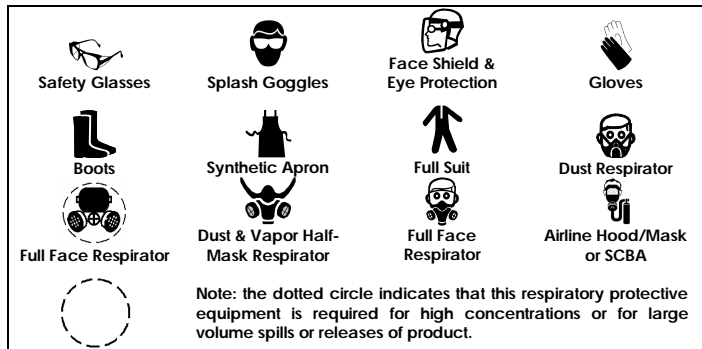 Safety Glasses
Splash Goggles
Face Shield &
Eye Protection
Gloves
Boots
Synthetic Apron
Full Suit
Dust Respirator
Full Face Respirator
Dust & Vapor Half-
Mask Respirator
Full Face
Respirator
Airline Hood/Mask
or SCBA
Note: the dotted circle indicates that this respiratory protective
equipment is required for high concentrations or for large
volume spills or releases of product.